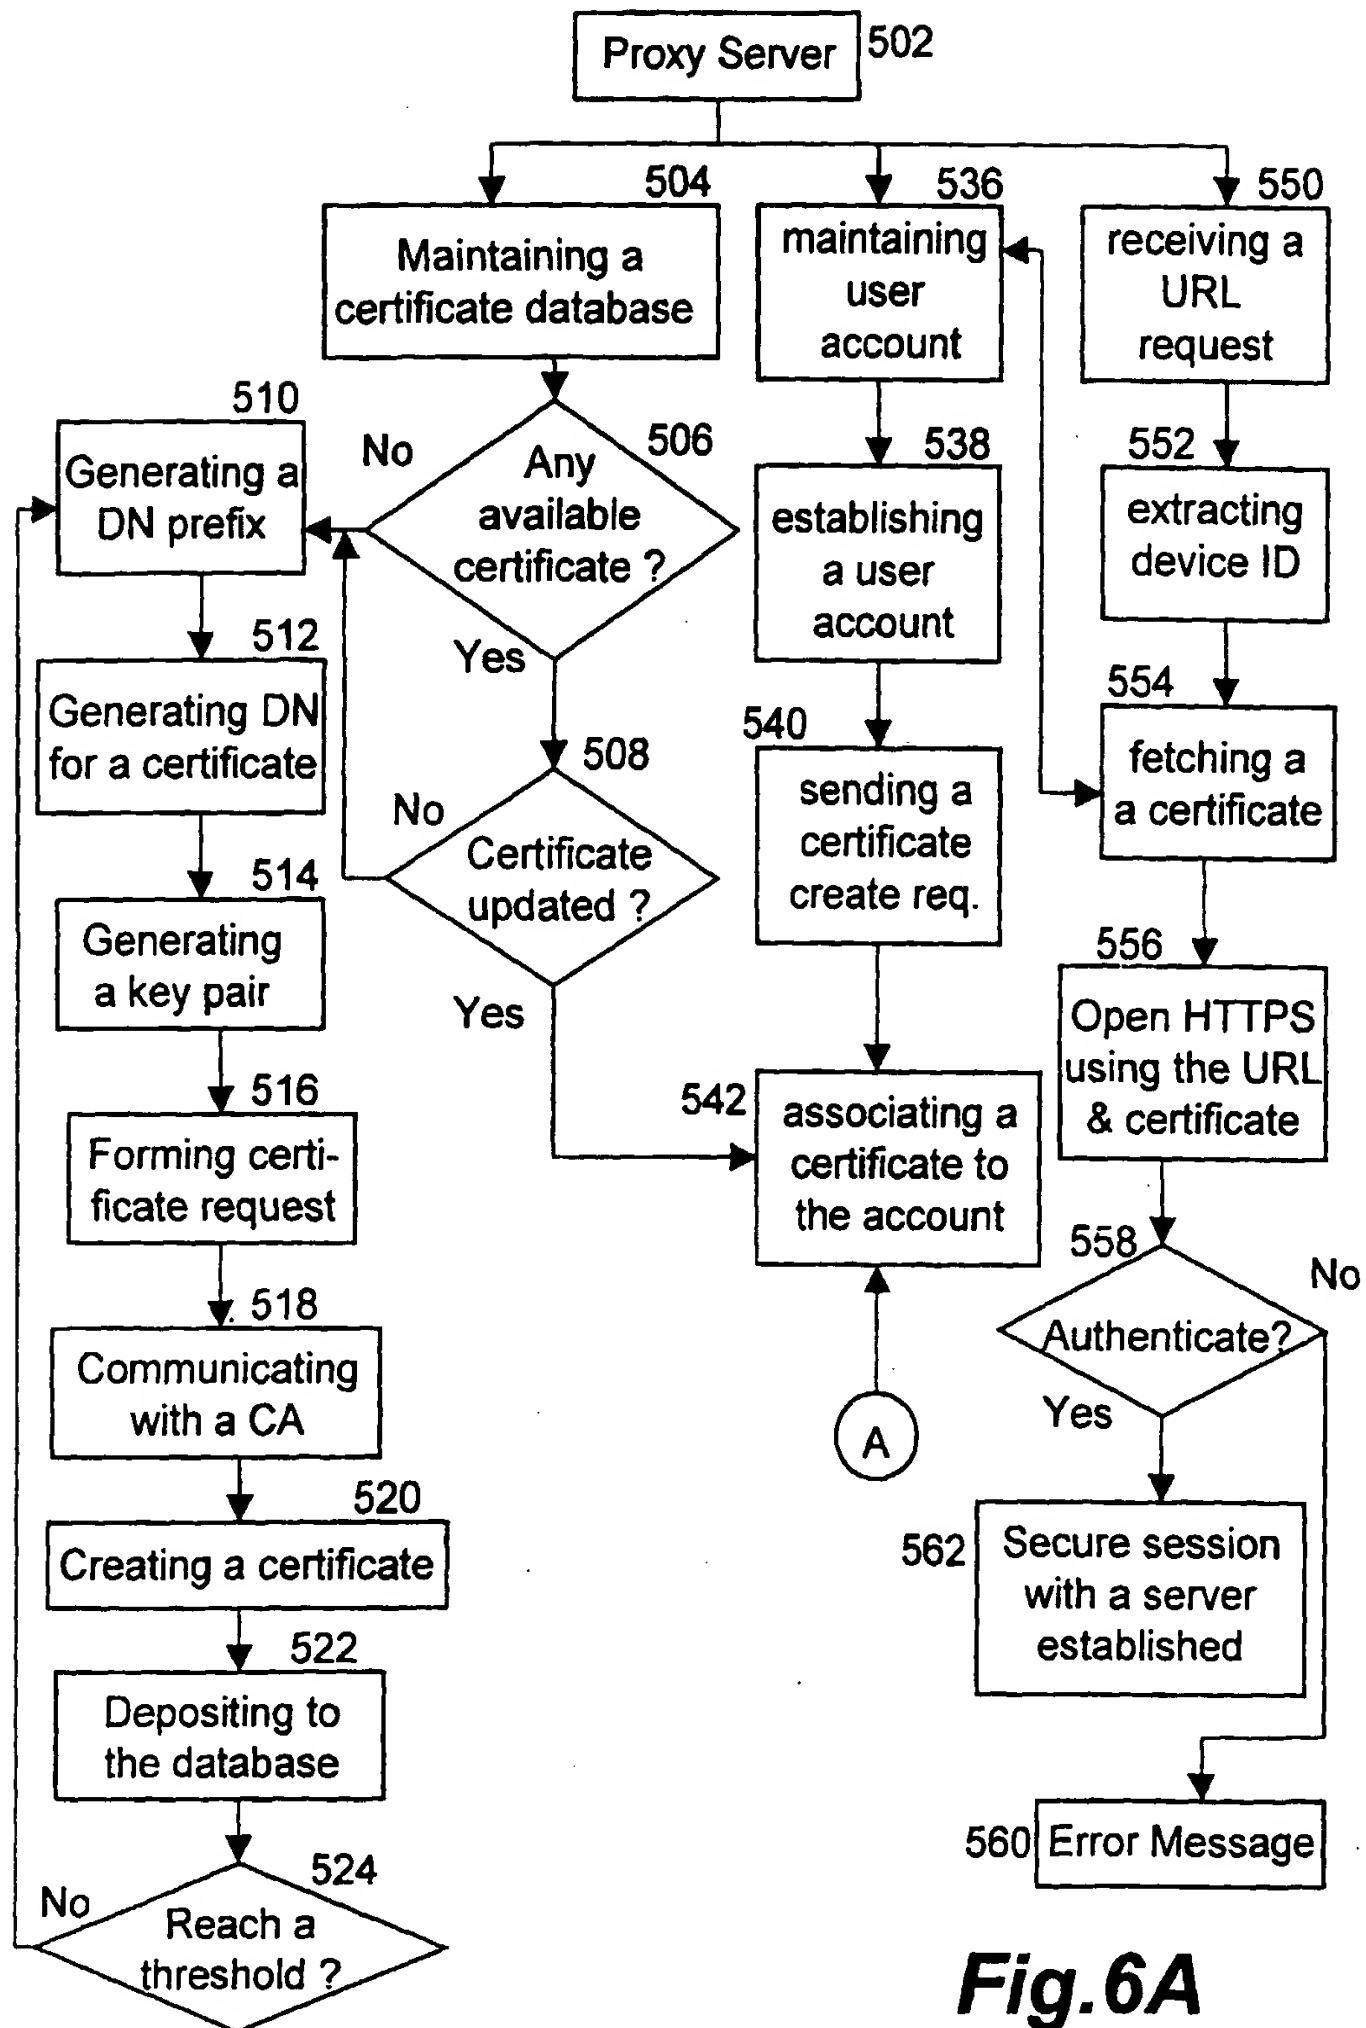 Proxy Server
502
504
Maintaining a
certificate database
506
Any
available
certificate ?
No
Yes
508
Certificate
updated ?
No
Yes
510
Generating a
DN prefix
512
Generating DN
for a certificate
514
Generating
a key pair
516
Forming certi-
ficate request
518
Communicating
with a CA
520
Creating a certificate
522
Depositing to
the database
524
Reach a
threshold ?
No
536
maintaining
user
account
538
establishing
a user
account
540
sending a
certificate
create req.
542
associating a
certificate to
the account
A
550
receiving a
URL
request
552
extracting
device ID
554
fetching a
a certificate
556
Open HTTPS
using the URL
& certificate
558
Authenticate?
No
Yes
562
Secure session
with a server
established
560
Error Message
Fig.6A